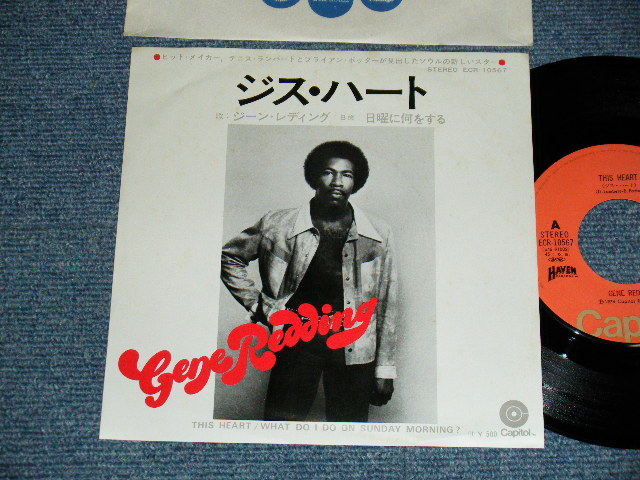 ●ヒット・メイカー、デニス・ランバートとブライアン・ポッターが見出したソウルの新しいスター●
STEREO ECR-10567
ジス・ハート
ジーン・レディング 日曜に何をする
Gene Redding
THIS HEART / WHAT DO I DO ON SUNDAY MORNING?
¥ 500
Capitol
THIS HEART
A
STEREO
ECR-10567
HAVEN
GENE RED
Cap